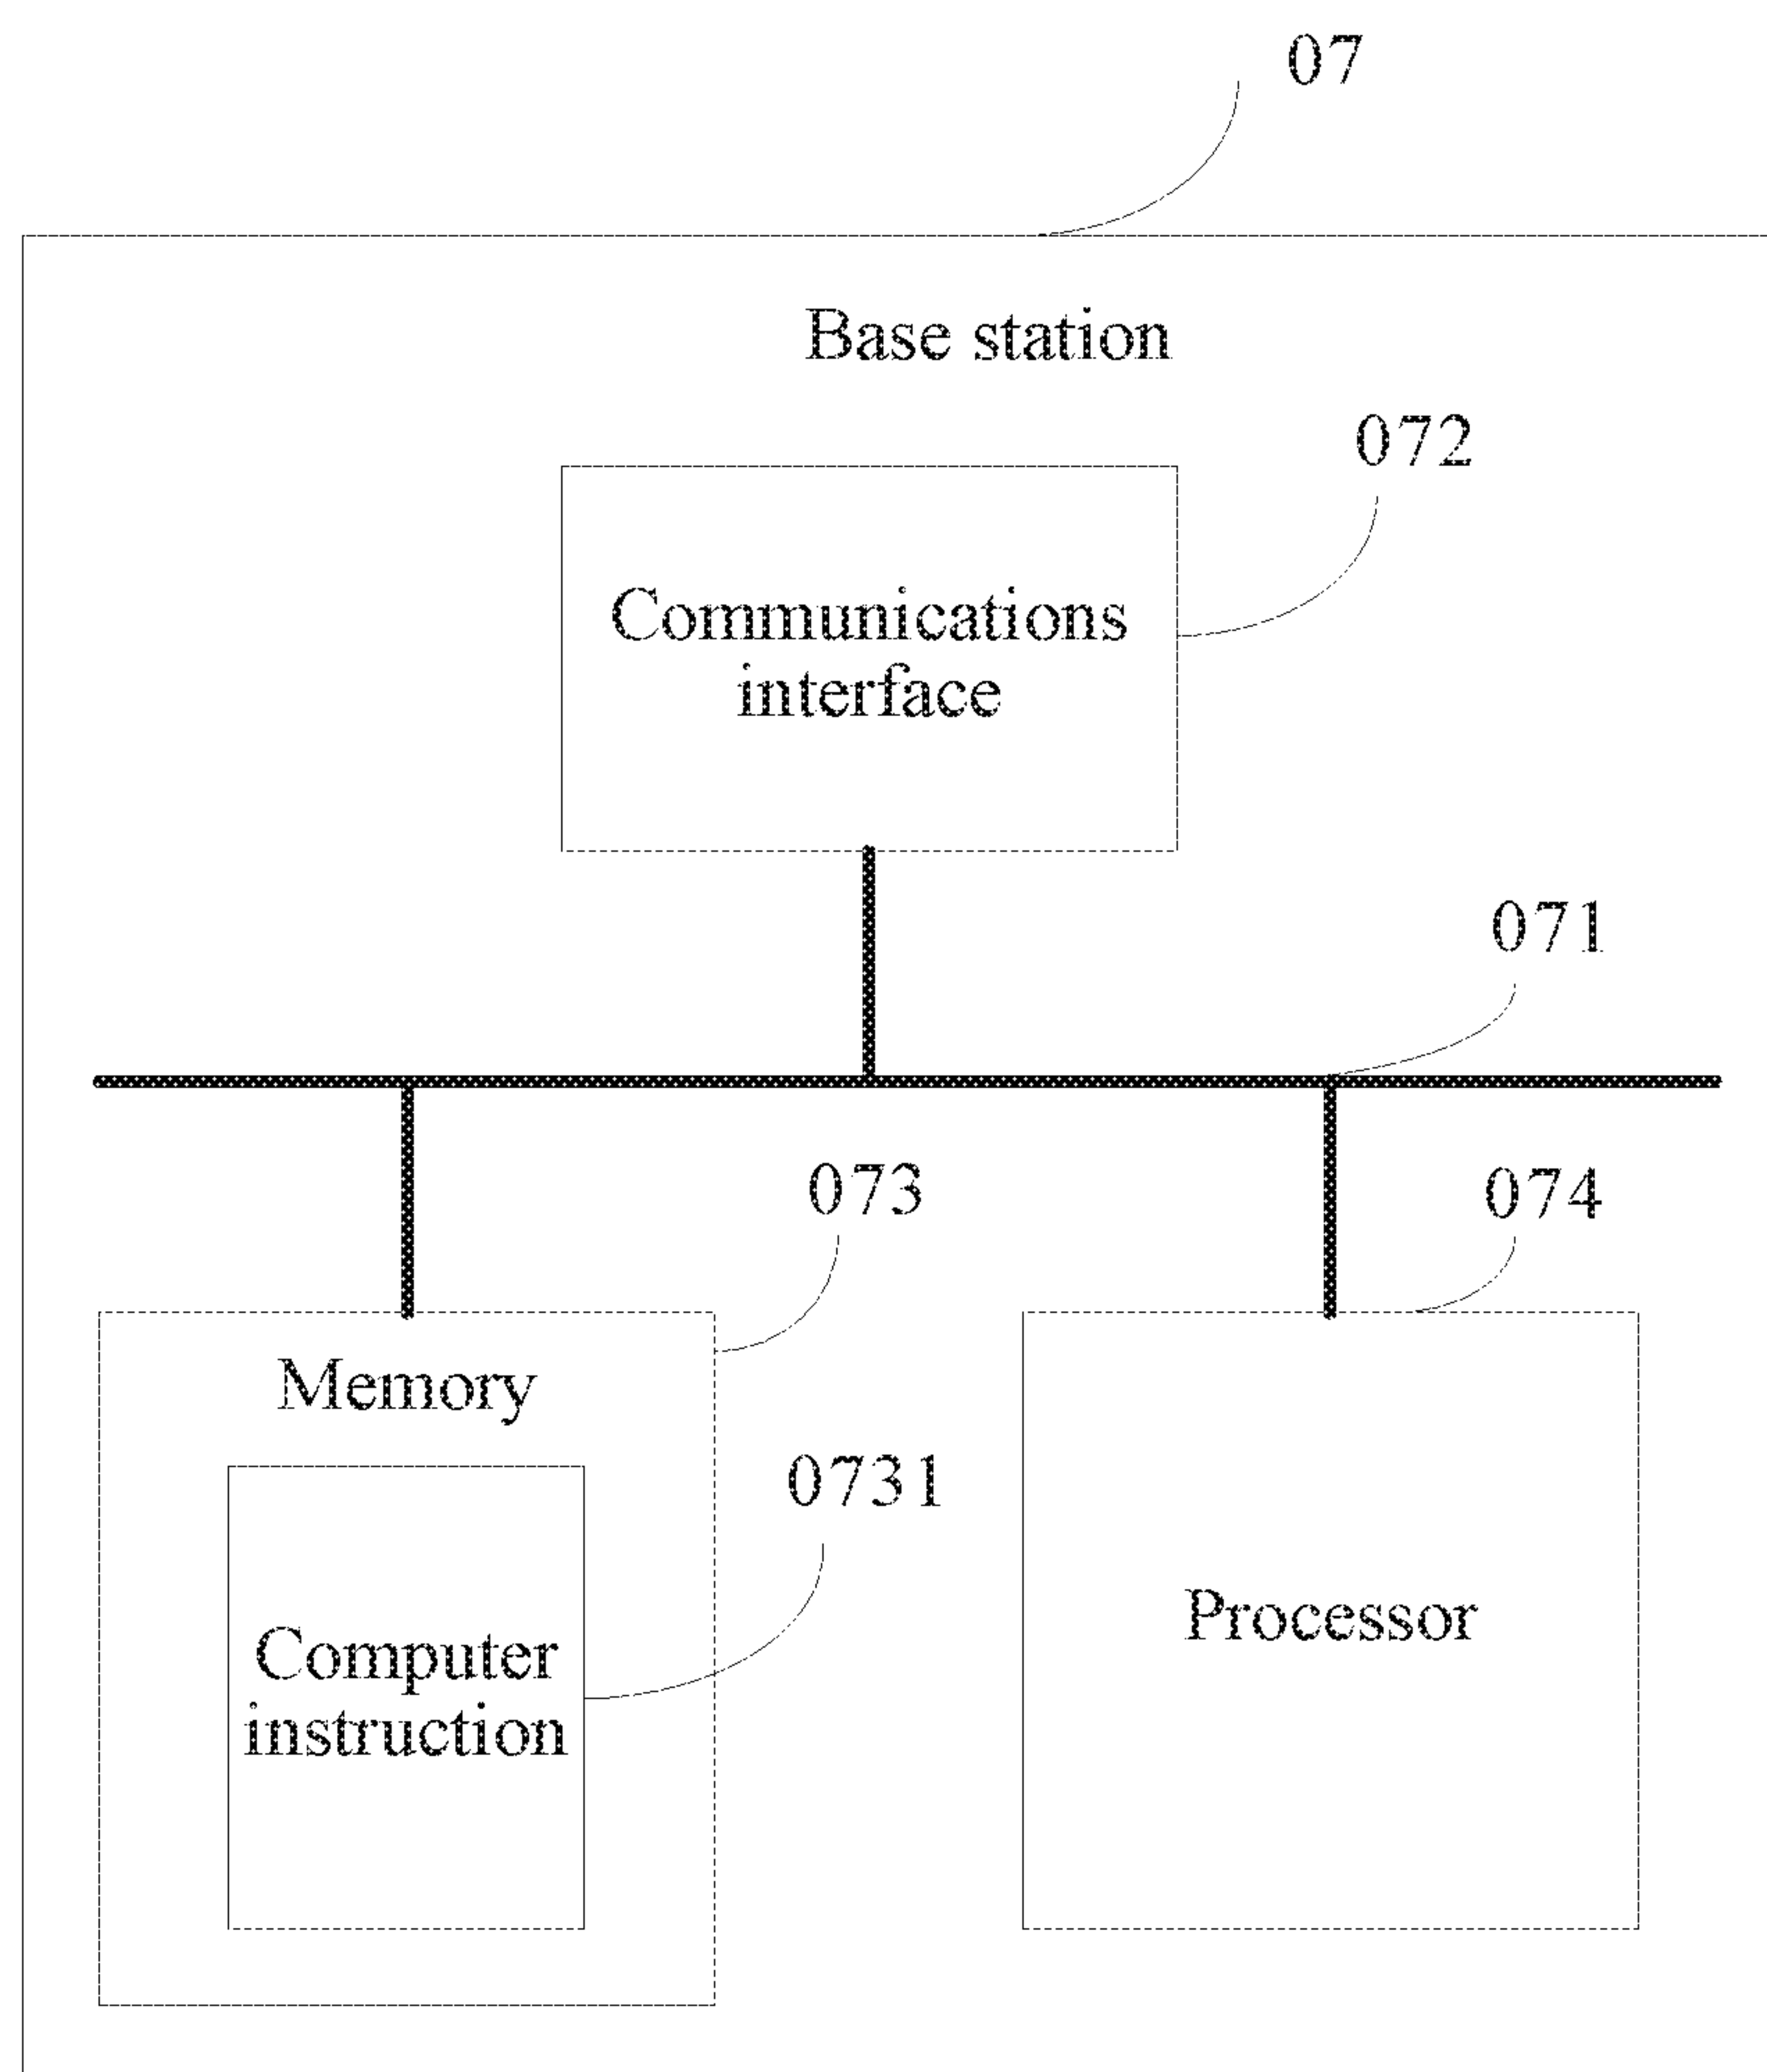 07
Base station
072
Communications
interface
071
073
074
Memory
0731
Processor
Computer
instruction